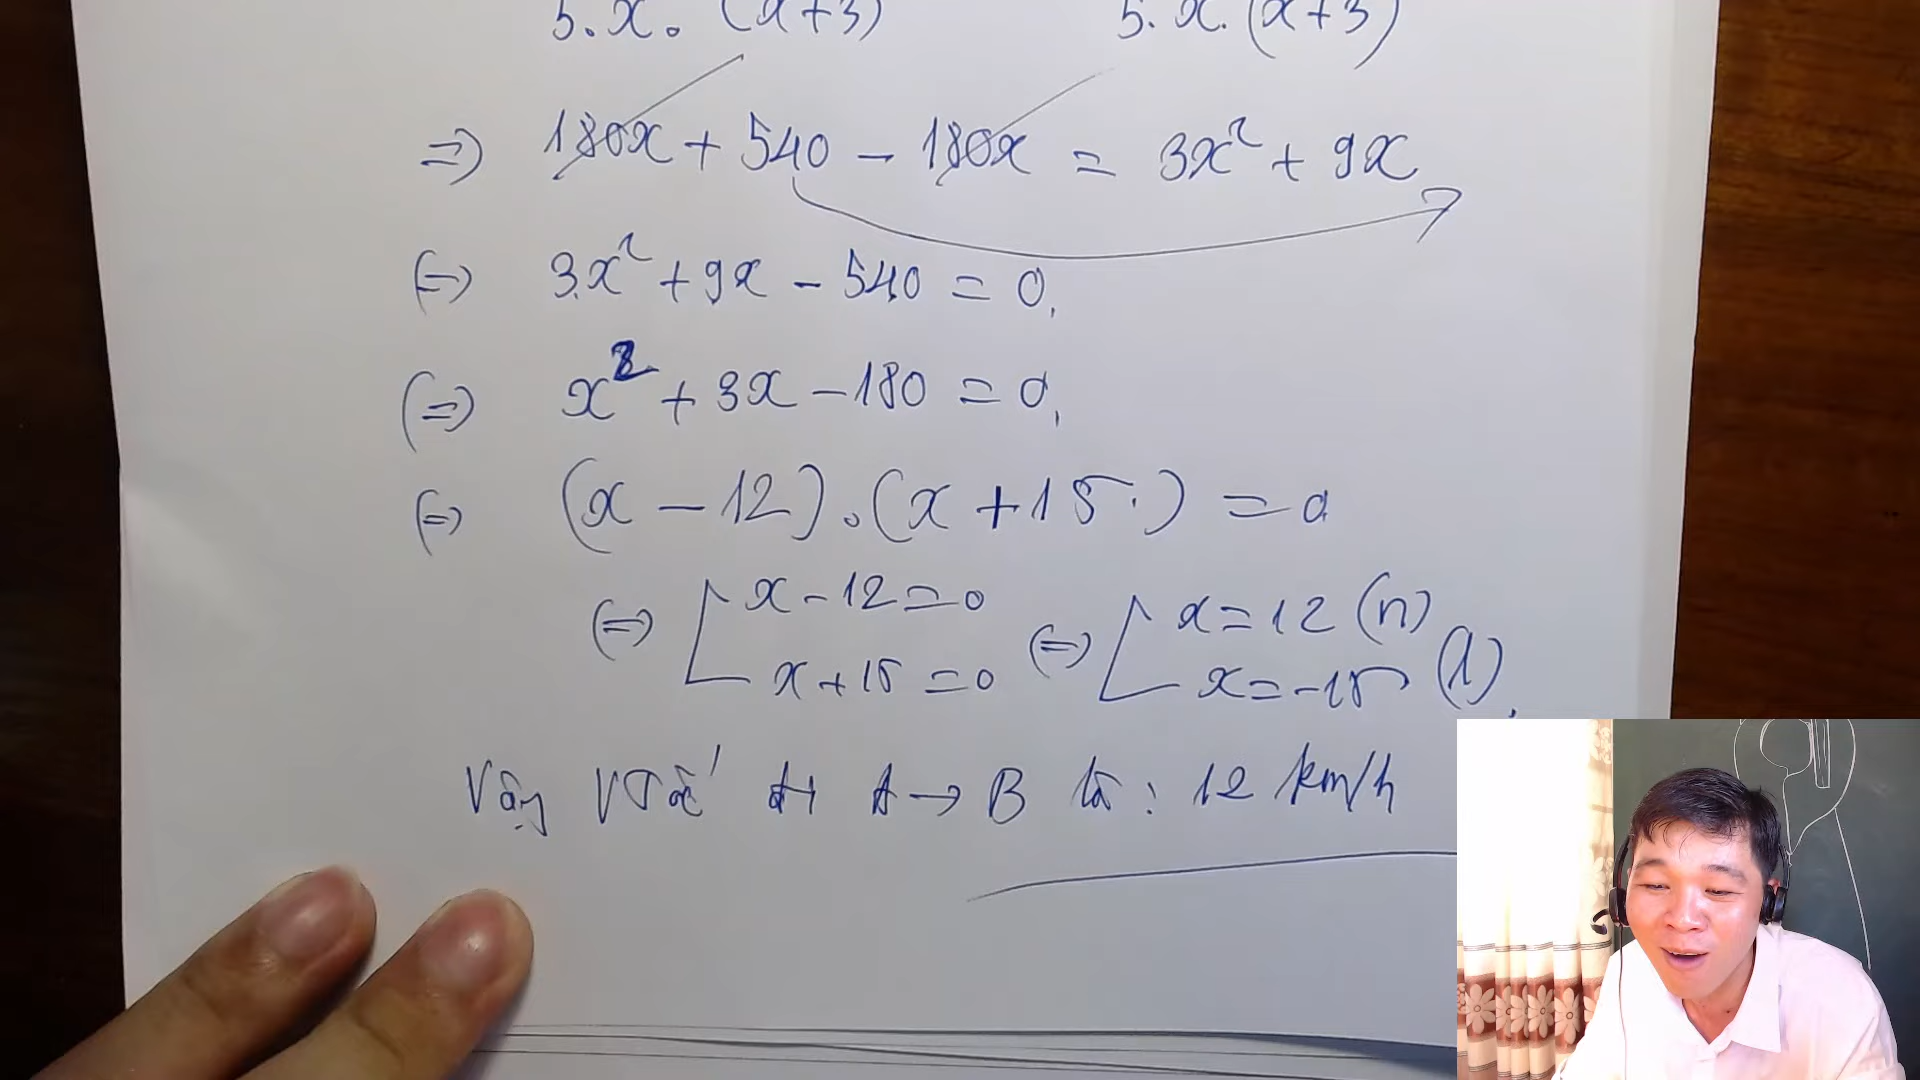 5.x.(x+3) 5.x.(x+3)
=> 180x + 540 - 180x = 3x² + 9x
<=> 3x² + 9x - 540 = 0.
<=> x² + 3x - 180 = 0.
<=> (x - 12).(x + 15) = 0
<=> [ x - 12 = 0 <=> [ x = 12 (n)
x + 15 = 0 x = -15 (l).
Vậy VTốc đi A → B là : 12 km/h